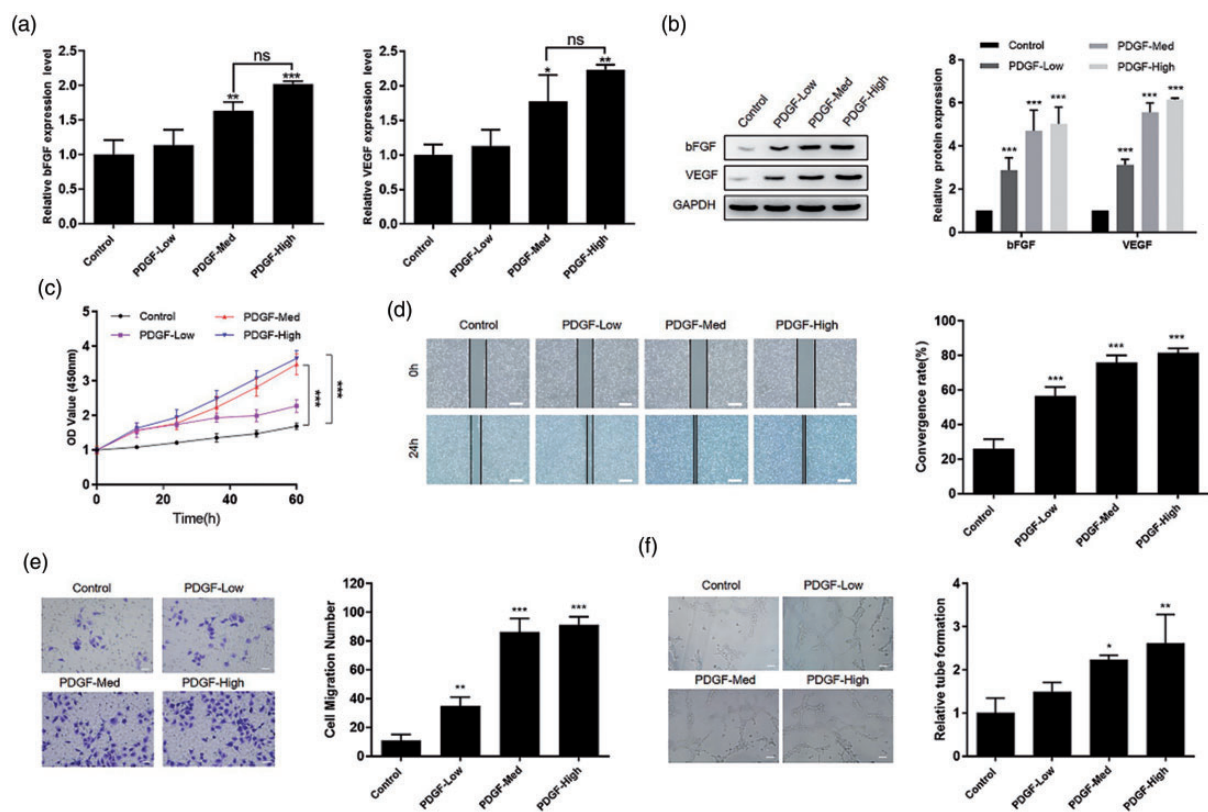 (a)
ns
***
**
Relative bFGF expression level
2.5
2.0
1.5
1.0
0.5
0.0
Control
PDGF-Low
PDGF-Med
PDGF-High
ns
**
*
Relative VEGF expression level
2.5
2.0
1.5
1.0
0.5
0.0
Control
PDGF-Low
PDGF-Med
PDGF-High
(b)
Control
PDGF-Low
PDGF-Med
PDGF-High
bFGF
VEGF
GAPDH
Control
PDGF-Low
PDGF-Med
PDGF-High
Relative protein expression
9
6
3
0
*** *** ***
*** *** ***
bFGF
VEGF
(c)
Control
PDGF-Low
PDGF-Med
PDGF-High
OD Value (450nm)
5
4
3
2
1
0
0
20
40
60
Time(h)
***
***
(d)
Control
PDGF-Low
PDGF-Med
PDGF-High
0h
24h
Convergence rate(%)
100
80
60
40
20
0
***
***
***
Control
PDGF-Low
PDGF-Med
PDGF-High
(e)
Control
PDGF-Low
PDGF-Med
PDGF-High
Cell Migration Number
120
100
80
60
40
20
0
**
***
***
Control
PDGF-Low
PDGF-Med
PDGF-High
(f)
Control
PDGF-Low
PDGF-Med
PDGF-High
Relative tube formation
4
3
2
1
0
*
**
Control
PDGF-Low
PDGF-Med
PDGF-High